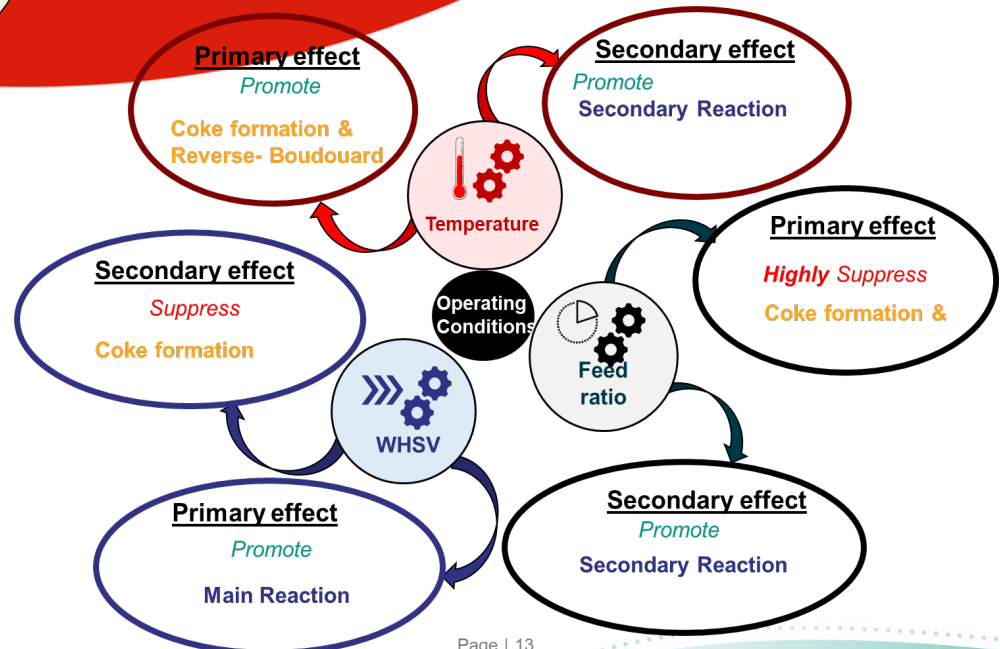 Primary effect
Promote
Coke formation &
Reverse- Boudouard
Secondary effect
Promote
Secondary Reaction
Temperature
Primary effect
Highly Suppress
Coke formation &
Secondary effect
Suppress
Coke formation
Operating
Conditions
Feed
ratio
WHSV
Primary effect
Promote
Main Reaction
Secondary effect
Promote
Secondary Reaction
Page | 13